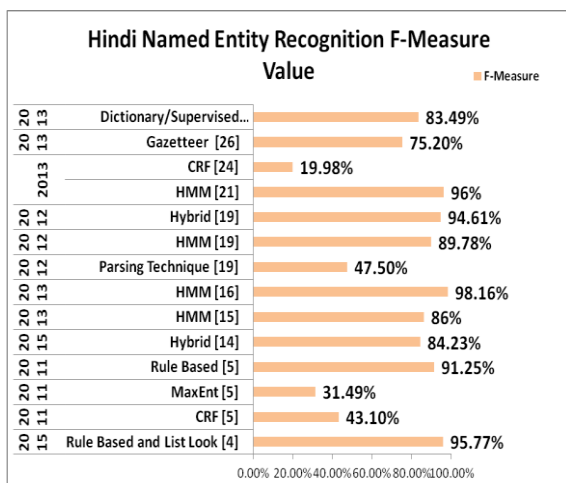 Hindi Named Entity Recognition F-Measure
Value
F-Measure
20 13 Dictionary/Supervised... 83.49%
20 13 Gazetteer [26] 75.20%
2013 CRF [24] 19.98%
HMM [21] 96%
20 12 Hybrid [19] 94.61%
20 12 HMM [19] 89.78%
20 12 Parsing Technique [19] 47.50%
20 13 HMM [16] 98.16%
20 13 HMM [15] 86%
20 15 Hybrid [14] 84.23%
20 11 Rule Based [5] 91.25%
20 11 MaxEnt [5] 31.49%
20 11 CRF [5] 43.10%
20 15 Rule Based and List Look [4] 95.77%
0.00% 20.00% 40.00% 60.00% 80.00% 100.00%